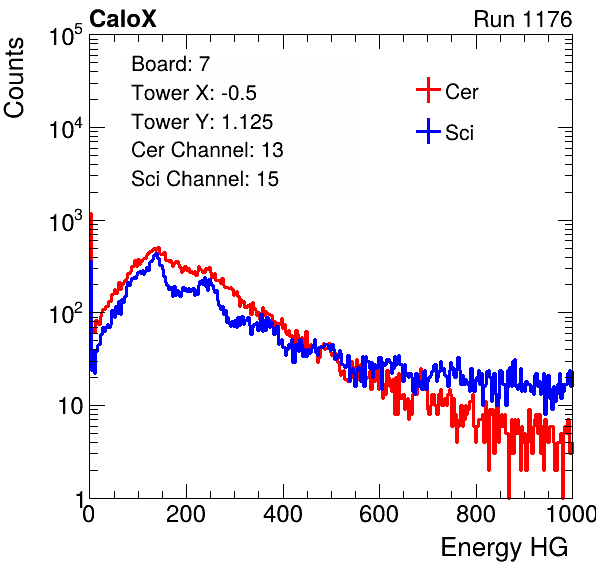 CaloX
Run 1176
Counts
10^5
10^4
10^3
10^2
10
1
Board: 7
Tower X: -0.5
Tower Y: 1.125
Cer Channel: 13
Sci Channel: 15
Cer
Sci
0 200 400 600 800 1000
Energy HG